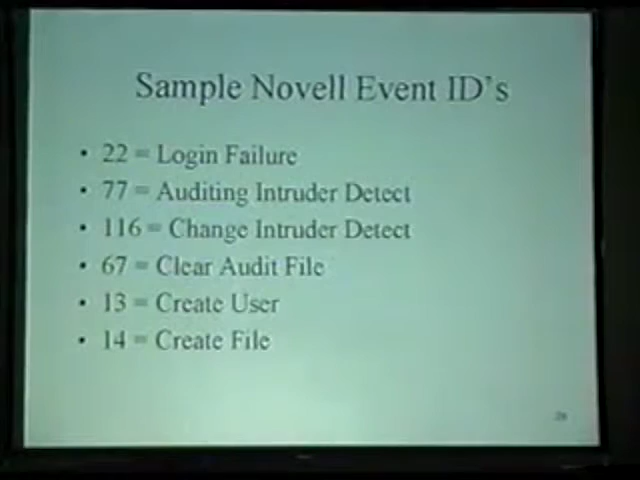 Sample Novell Event ID's
• 22 = Login Failure
• 77 = Auditing Intruder Detect
• 116 = Change Intruder Detect
• 67 = Clear Audit File
• 13 = Create User
• 14 = Create File